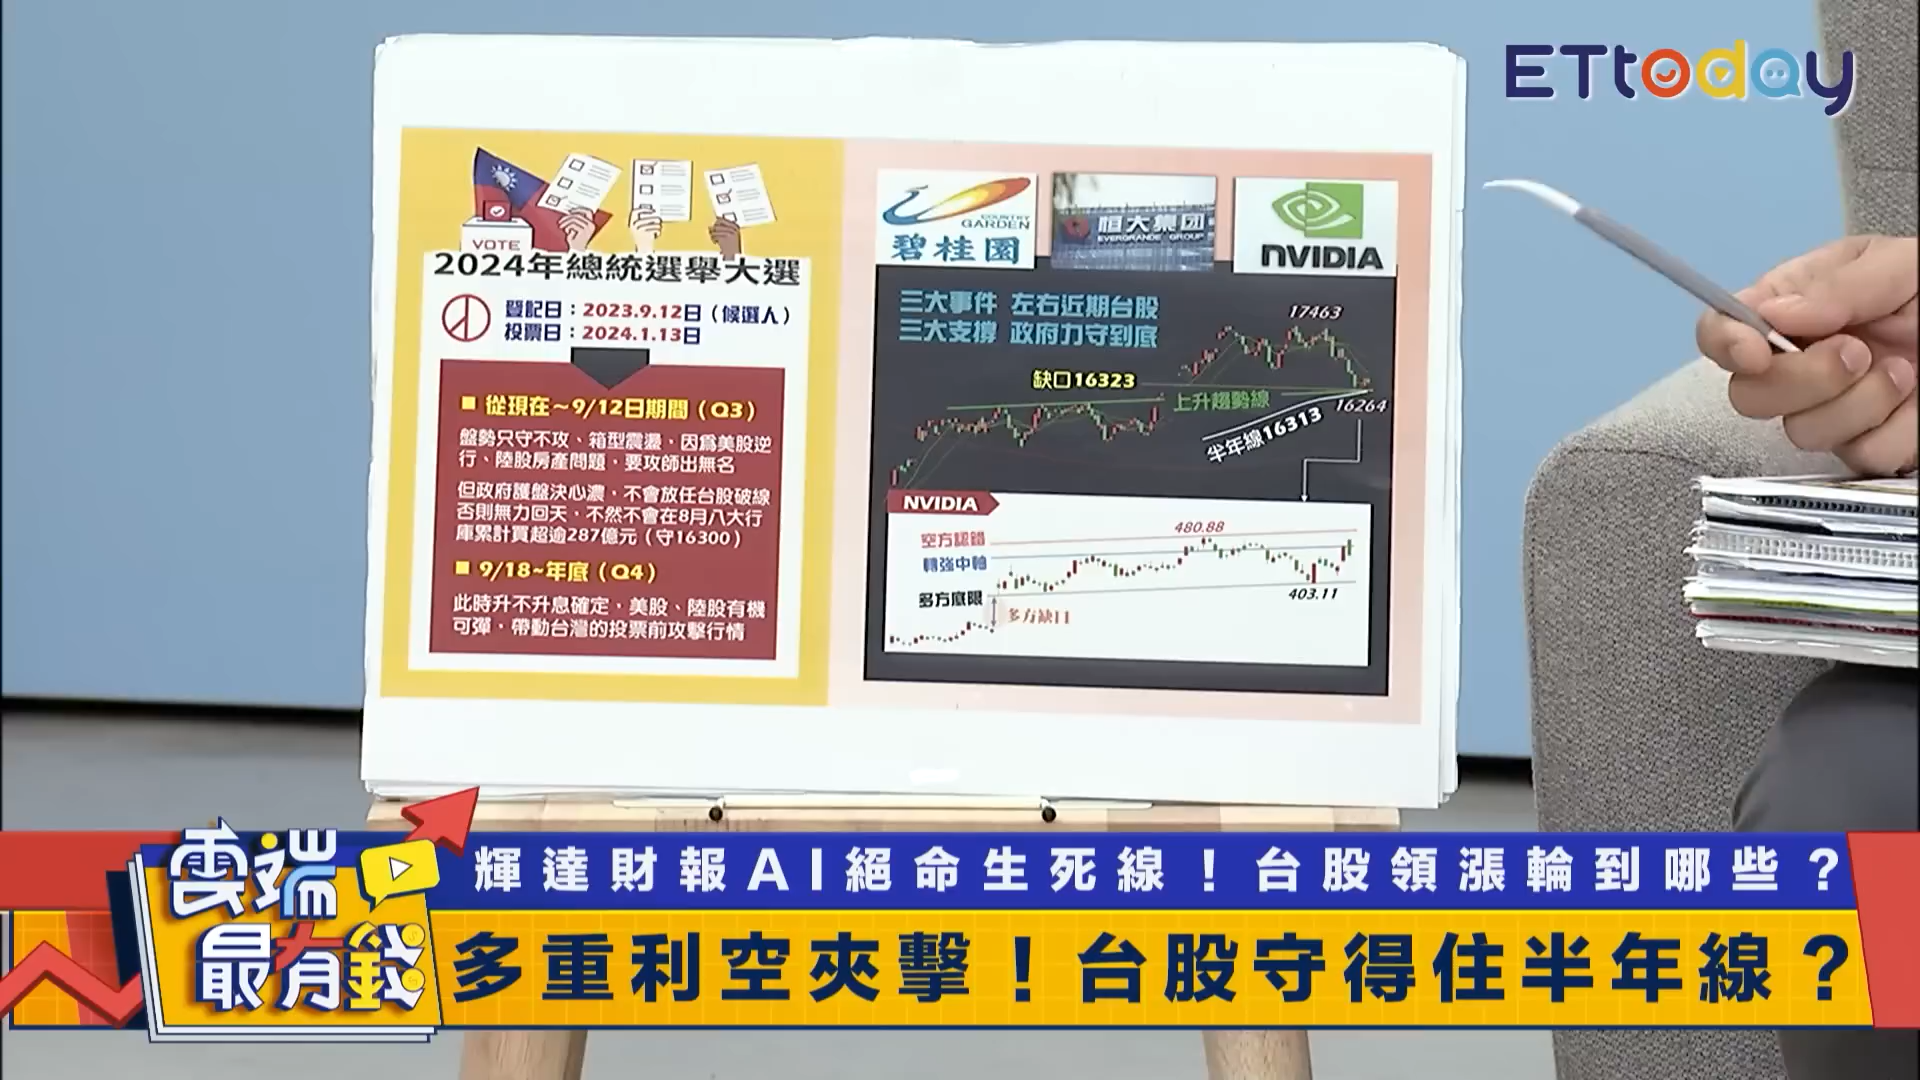 ETtoday
VOTE
2024年總統選舉大選
登記日：2023.9.12日（候選人）
投票日：2024.1.13日
■ 從現在~9/12日期間（Q3）
盤勢只守不攻、箱型震盪，因為美股逆
行、陸股房產問題，要攻師出無名
但政府護盤決心濃，不會放任台股破線
否則無力回天，不然不會在8月八大行
庫累計買超逾287億元（守16300）
■ 9/18~年底（Q4）
此時升不升息確定，美股、陸股有機
可彈，帶動台灣的投票前攻擊行情
COUNTRY GARDEN
碧桂園
恒大集团
EVERGRANDE GROUP
NVIDIA
三大事件 左右近期台股
三大支撐 政府力守到底
17463
缺口16323
上升趨勢線
16264
半年線16313
NVIDIA
480.88
空方認錯
轉強中軸
多方底限
403.11
多方缺口
雲端
最有錢
輝達財報AI絕命生死線！台股領漲輪到哪些？
多重利空夾擊！台股守得住半年線？